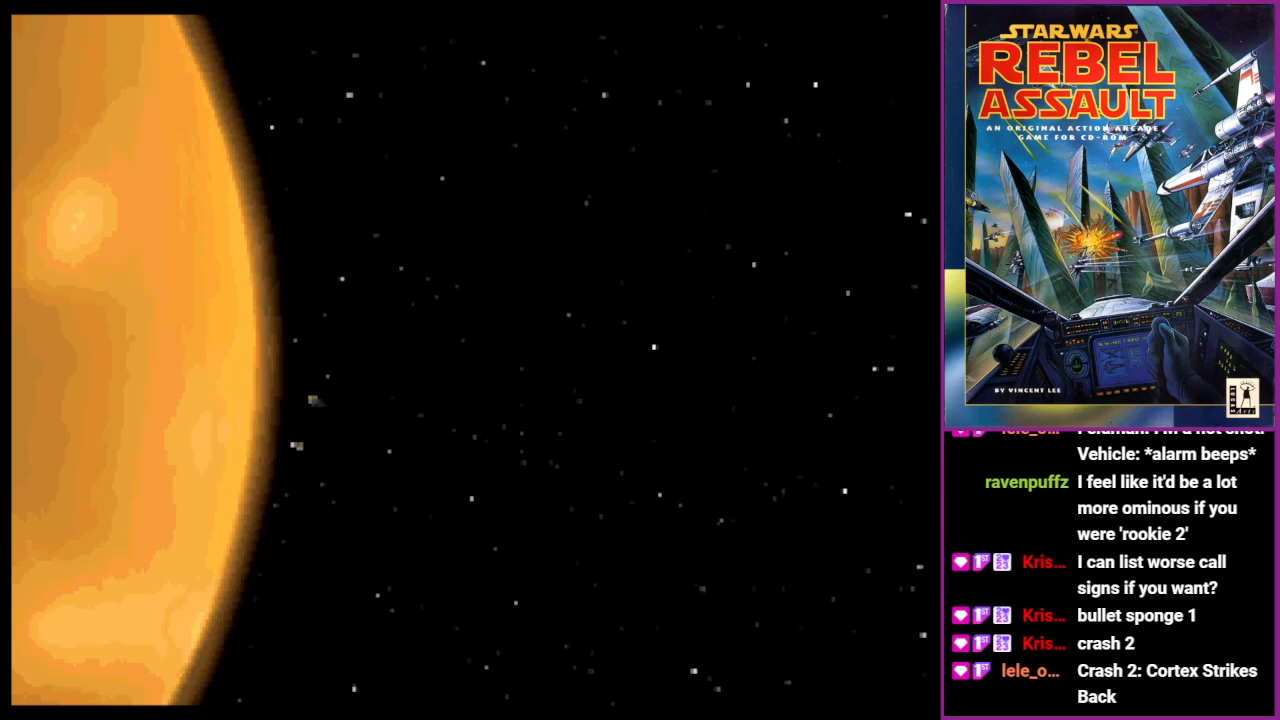 STAR WARS
REBEL
ASSAULT
AN ORIGINAL ACTION ARCADE
GAME FOR CD-ROM
BY VINCENT LEE
lele_o...
Vehicle: *alarm beeps*
ravenpuffz I feel like it'd be a lot
more ominous if you
were 'rookie 2'
Kris... I can list worse call
signs if you want?
Kris... bullet sponge 1
Kris... crash 2
lele_o... Crash 2: Cortex Strikes
Back